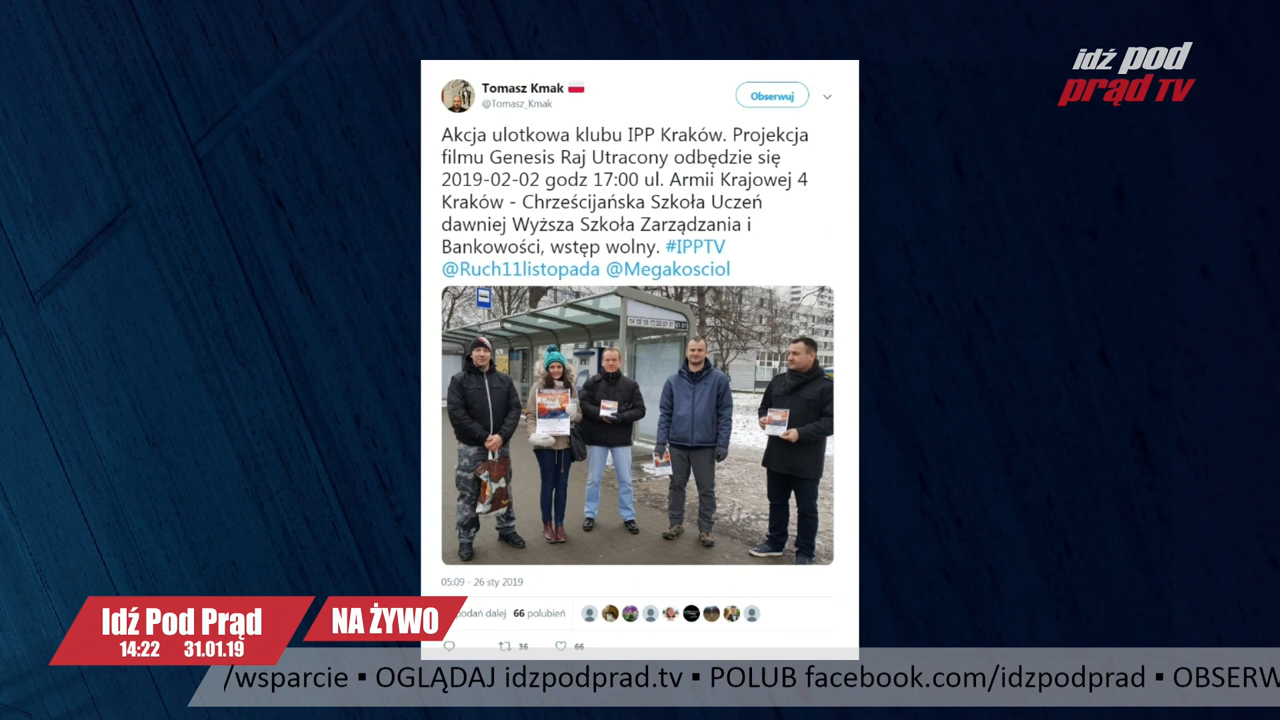 idź pod
prąd TV
Tomasz Kmak
@Tomasz_Kmak
Obserwuj
Akcja ulotkowa klubu IPP Kraków. Projekcja
filmu Genesis Raj Utracony odbędzie się
2019-02-02 godz 17:00 ul. Armii Krajowej 4
Kraków - Chrześcijańska Szkoła Uczeń
dawniej Wyższa Szkoła Zarządzania i
Bankowości, wstęp wolny. #IPPTV
@Ruch11listopada @Megakosciol
05:09 - 26 sty 2019
dalej 66 polubień
36 66
Idź Pod Prąd
14:22 31.01.19
NA ŻYWO
/wsparcie ▪ OGLĄDAJ idzpodprad.tv ▪ POLUB facebook.com/idzpodprad ▪ OBSERW